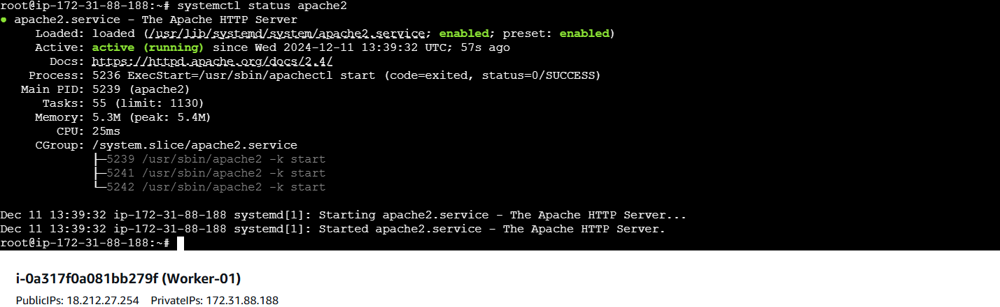 root@ip-172-31-88-188:~# systemctl status apache2
● apache2.service - The Apache HTTP Server
     Loaded: loaded (/usr/lib/systemd/system/apache2.service; enabled; preset: enabled)
     Active: active (running) since Wed 2024-12-11 13:39:32 UTC; 57s ago
       Docs: https://httpd.apache.org/docs/2.4/
    Process: 5236 ExecStart=/usr/sbin/apachectl start (code=exited, status=0/SUCCESS)
   Main PID: 5239 (apache2)
      Tasks: 55 (limit: 1130)
     Memory: 5.3M (peak: 5.4M)
        CPU: 25ms
     CGroup: /system.slice/apache2.service
             ├─5239 /usr/sbin/apache2 -k start
             ├─5241 /usr/sbin/apache2 -k start
             └─5242 /usr/sbin/apache2 -k start
Dec 11 13:39:32 ip-172-31-88-188 systemd[1]: Starting apache2.service - The Apache HTTP Server...
Dec 11 13:39:32 ip-172-31-88-188 systemd[1]: Started apache2.service - The Apache HTTP Server.
root@ip-172-31-88-188:~#
i-0a317f0a081bb279f (Worker-01)
PublicIPs: 18.212.27.254 PrivateIPs: 172.31.88.188